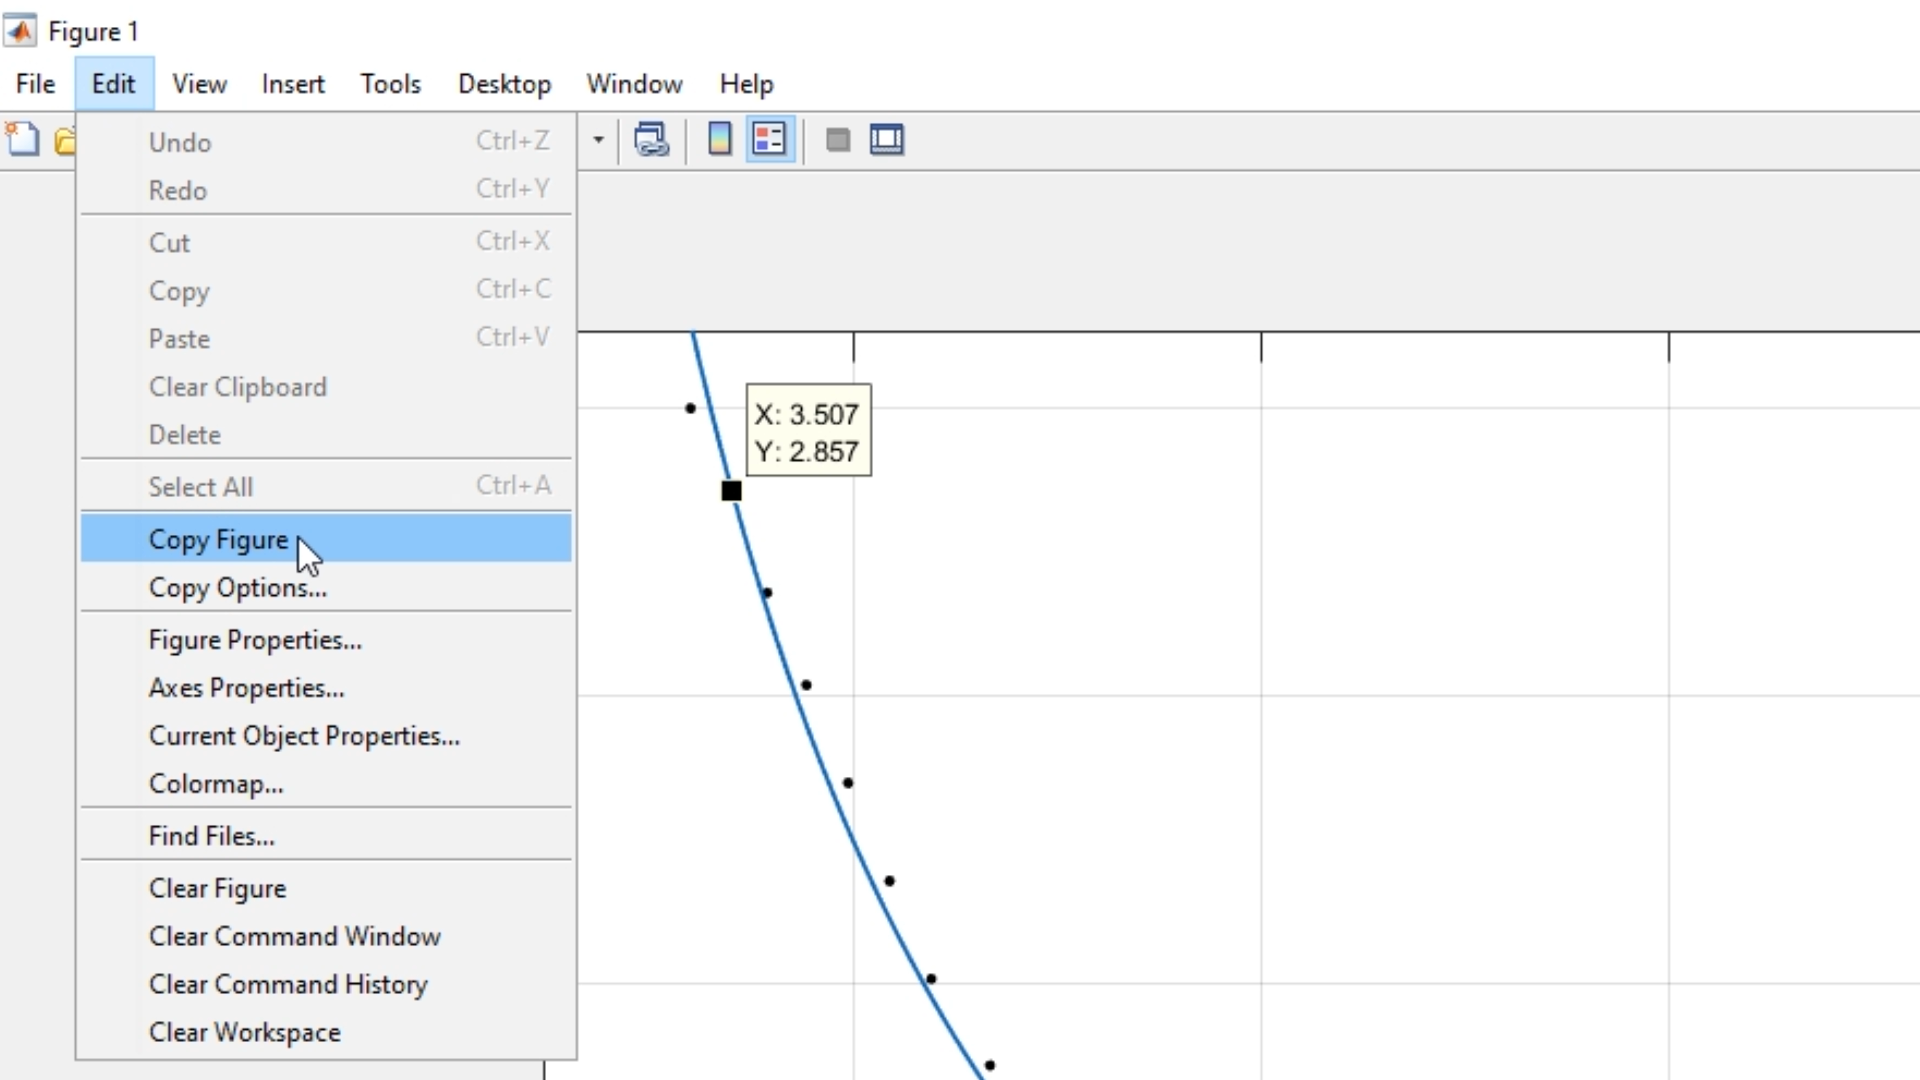 Figure 1
File Edit View Insert Tools Desktop Window Help
Undo Ctrl+Z
Redo Ctrl+Y
Cut Ctrl+X
Copy Ctrl+C
Paste Ctrl+V
Clear Clipboard
Delete
Select All Ctrl+A
Copy Figure
Copy Options...
Figure Properties...
Axes Properties...
Current Object Properties...
Colormap...
Find Files...
Clear Figure
Clear Command Window
Clear Command History
Clear Workspace
X: 3.507
Y: 2.857